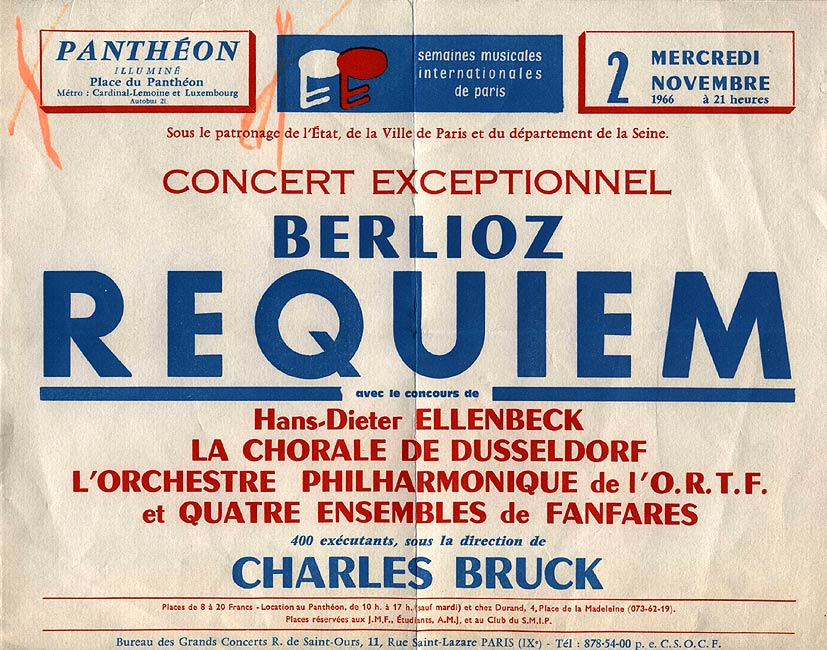 PANTHÉON
ILLUMINÉ
Place du Panthéon
Métro : Cardinal-Lemoine et Luxembourg
Autobus 21
semaines musicales
internationales
de paris
2 MERCREDI
NOVEMBRE
1966 à 21 heures
Sous le patronage de l'État, de la Ville de Paris et du département de la Seine.
CONCERT EXCEPTIONNEL
BERLIOZ
REQUIEM
avec le concours de
Hans-Dieter ELLENBECK
LA CHORALE DE DUSSELDORF
L'ORCHESTRE PHILHARMONIQUE de l'O.R.T.F.
et QUATRE ENSEMBLES de FANFARES
400 exécutants, sous la direction de
CHARLES BRUCK
Places de 8 à 20 Francs - Location au Panthéon, de 10 h. à 17 h. (sauf mardi) et chez Durand, 4, Place de la Madeleine (073-62-19).
Places réservées aux J.M.F., Étudiants, A.M.J, et au Club du S.M.I.P.
Bureau des Grands Concerts R. de Saint-Ours, 11, Rue Saint-Lazare PARIS (IXe) - Tél : 878-54-00 p. e. C.S.O.C.F.